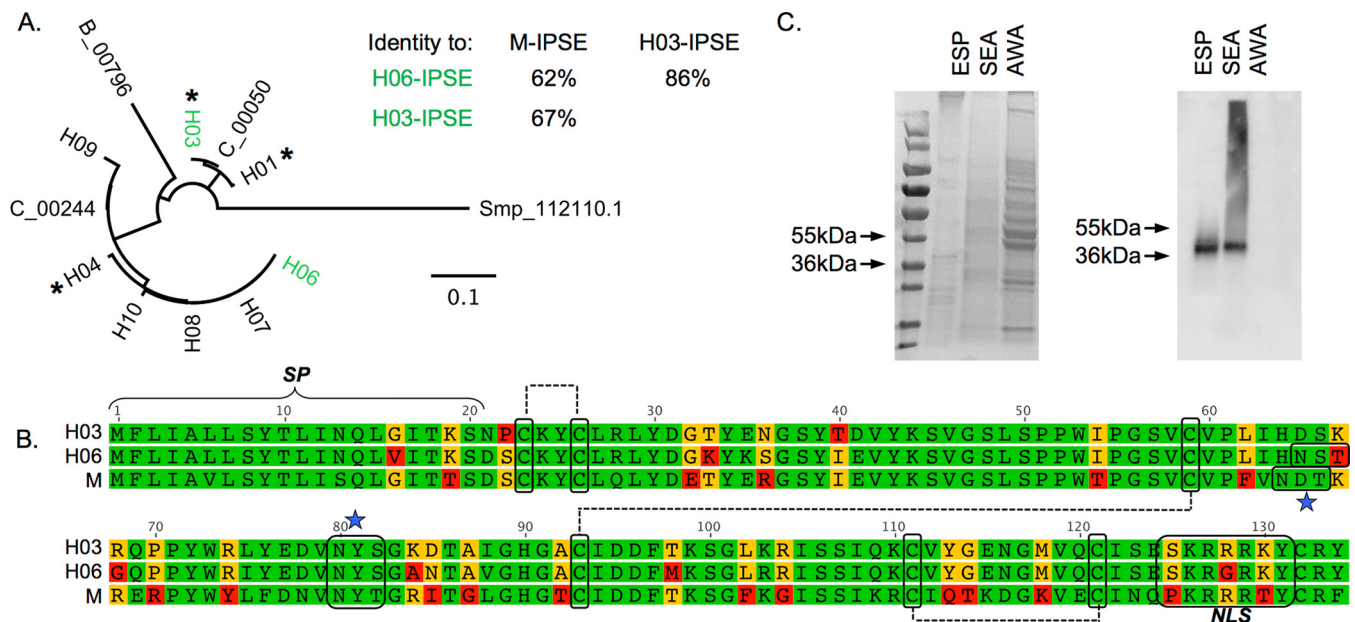 A.
B_00796
*
H03
C_00050
H01 *
H09
C_00244
Smp_112110.1
* H04
H10
H08
H07
H06
0.1
Identity to: M-IPSE H03-IPSE
H06-IPSE 62% 86%
H03-IPSE 67%
C.
ESP SEA AWA
55kDa
36kDa
ESP SEA AWA
55kDa
36kDa
B.
SP
1 10 20 30 40 50 60
H03 MFLIALLSYTLINQLGITKSNPCKYCLRLYDGTYENGSYTDVYKSVGSLSPPWIPGSVCVPLIHDSK
H06 MFLIALLSYTLINQLVITKSDSCKYCLRLYDGKYKSGSYIEVYKSVGSLSPPWIPGSVCVPLIHNST
M MFLIAVLSYTLISQLGITTSDSCKYCLQLYDETYERGSYIEVYKSVGSLSPPWTPGSVCVPFVNDTK
70 80 90 100 110 120 130
H03 RQPPYWRLYEDVNYSGKDTAIGHGACIDDFTKSGLKRISSIQKCVYGENGMVQCISESKRRRKYCRY
H06 GQPPYWRIYEDVNYSGANTAVGHGACIDDFMKSGLRRISSIQKCVYGENGMVQCISESKRGRKYCRY
M RERPYWYLFDNVNYTGRITGLGHGTCIDDFTKSGFKGISSIKRCIQTKDGKVECINQPKRRRTYCRF
NLS